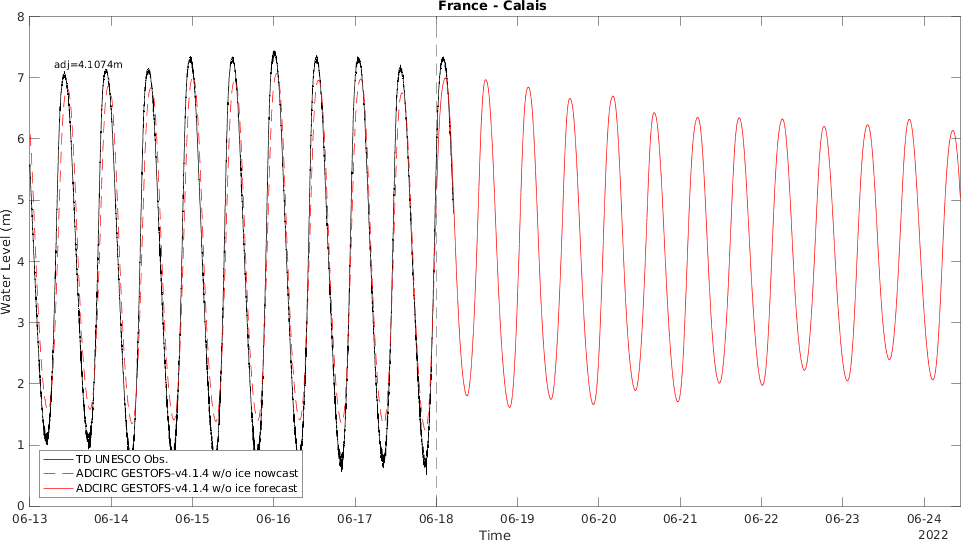 France - Calais
adj=4.1074m
Water Level (m)
8
7
6
5
4
3
2
1
0
TD UNESCO Obs.
ADCIRC GESTOFS-v4.1.4 w/o ice nowcast
ADCIRC GESTOFS-v4.1.4 w/o ice forecast
06-13 06-14 06-15 06-16 06-17 06-18 06-19 06-20 06-21 06-22 06-23 06-24
Time
2022